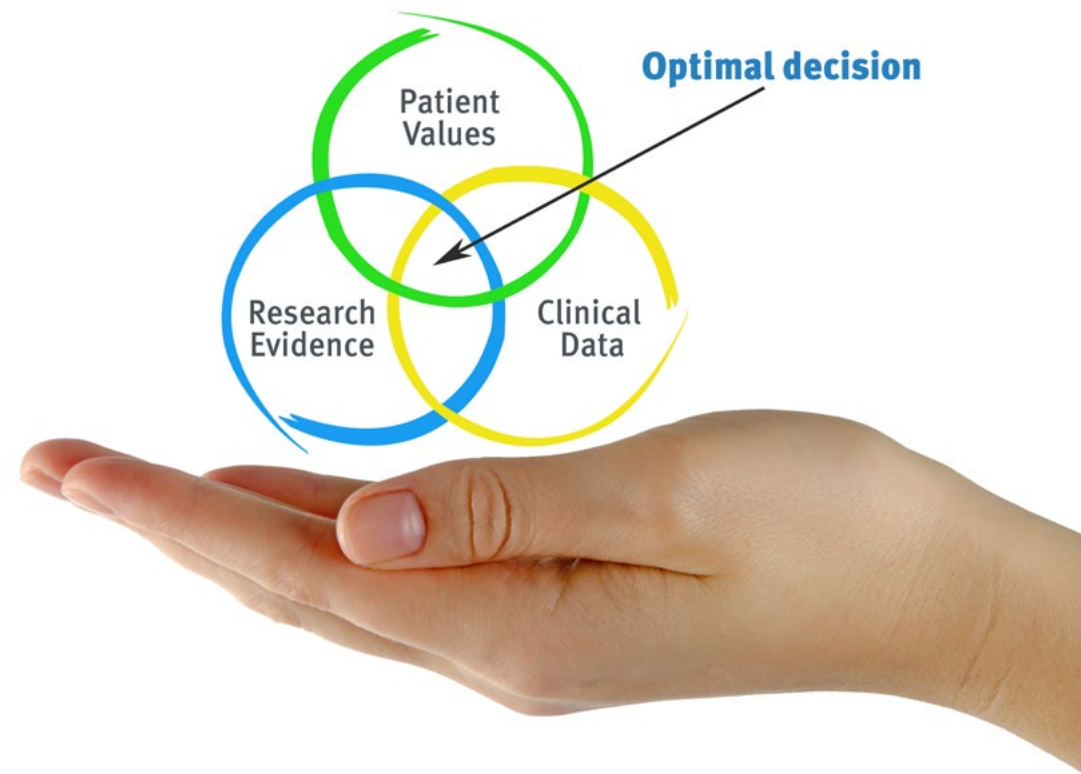 Optimal decision
Patient
Values
Research
Evidence
Clinical
Data